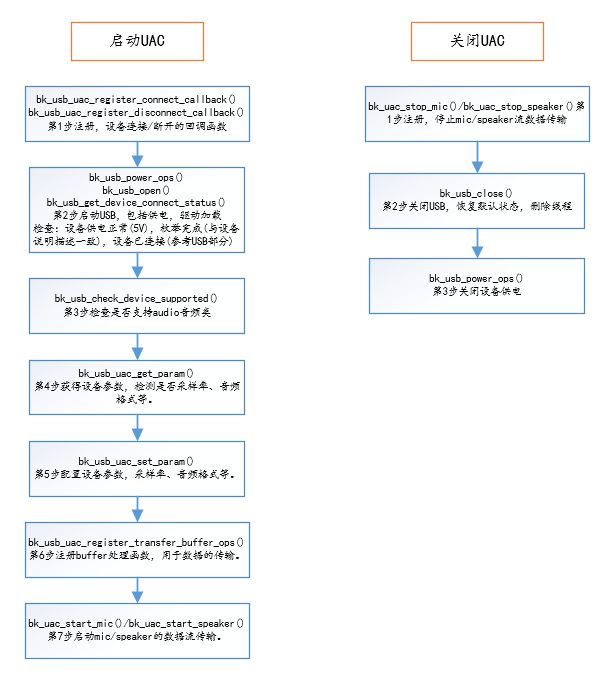 启动UAC
bk_usb_uac_register_connect_callback()
bk_usb_uac_register_disconnect_callback()
第1步注册，设备连接/断开的回调函数
bk_usb_power_ops()
bk_usb_open()
bk_usb_get_device_connect_status()
第2步启动USB，包括供电，驱动加载
检查：设备供电正常(5V)，枚举完成(与设备
说明描述一致)，设备已连接(参考USB部分)
bk_usb_check_device_supported()
第3步检查是否支持audio音频类
bk_usb_uac_get_param()
第4步获得设备参数，检测是否采样率、音频
格式等。
bk_usb_uac_set_param()
第5步配置设备参数，采样率、音频格式等。
bk_usb_uac_register_transfer_buffer_ops()
第6步注册buffer处理函数，用于数据的传输。
bk_uac_start_mic()/bk_uac_start_speaker()
第7步启动mic/speaker的数据流传输。
关闭UAC
bk_uac_stop_mic()/bk_uac_stop_speaker()第
1步注册，停止mic/speaker流数据传输
bk_usb_close()
第2步关闭USB，恢复默认状态，删除线程
bk_usb_power_ops()
第3步关闭设备供电